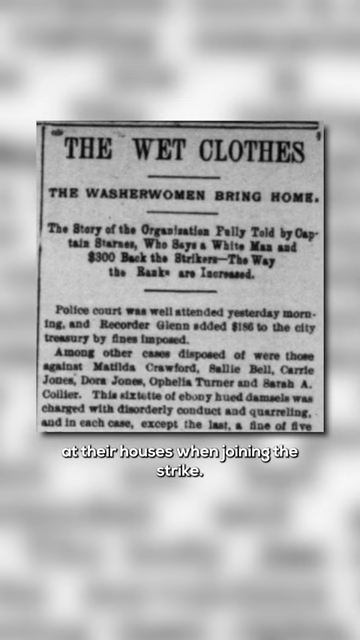 THE WET CLOTHES
THE WASHERWOMEN BRING HOME.
The Story of the Organization Fully Told by Cap-
tain Starnes, Who Says a White Man and
$300 Back the Strikers—The Way
the Ranks are Increased.
Police court was well attended yesterday morn-
ing, and Recorder Glenn added $186 to the city
treasury by fines imposed.
Among other cases disposed of were those
against Matilda Crawford, Sallie Bell, Carrie
Jones, Dora Jones, Ophelia Turner and Sarah A.
Collier. This sixtette of ebony hued damsels was
charged with disorderly conduct and quarreling,
and in each case, except the last, a fine of five
at their houses when joining the
strike.